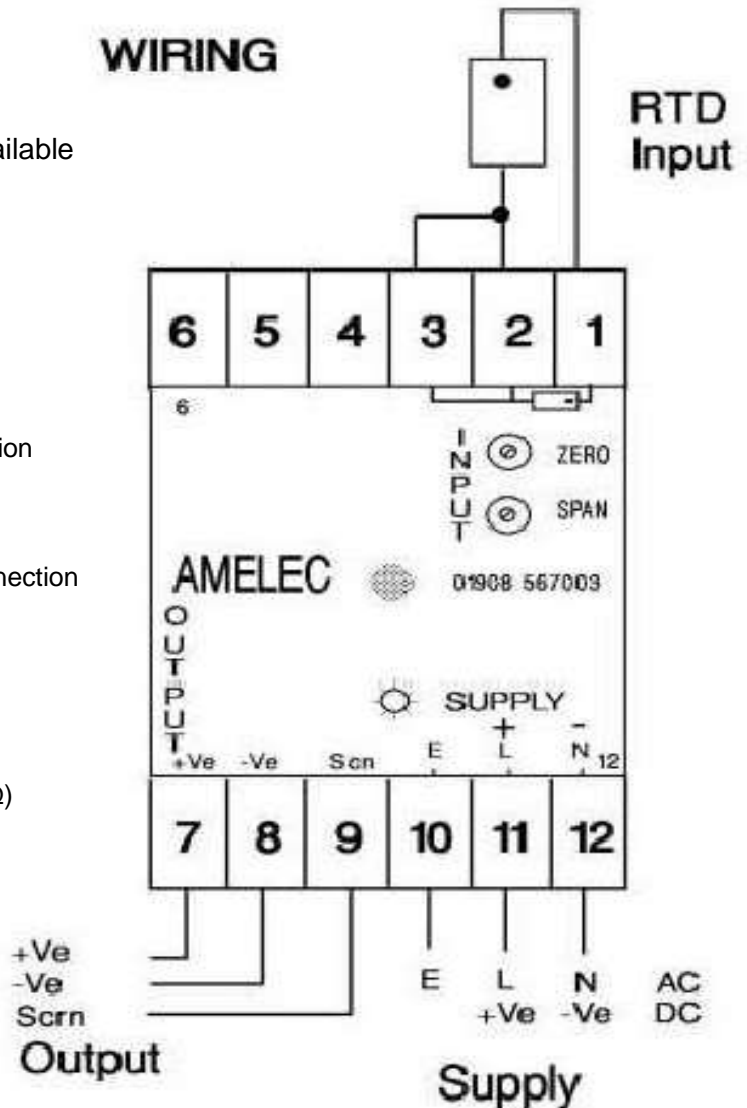 WIRING
RTD
Input
ailable
6 5 4 3 2 1
6
INPUT
ZERO
SPAN
ion
nection
AMELEC 01908 567003
OUTPUT
SUPPLY
+ -
+Ve -Ve Scn E L N 12
Ω)
7 8 9 10 11 12
+Ve
-Ve
Scrn
Output
E L N AC
+Ve -Ve DC
Supply